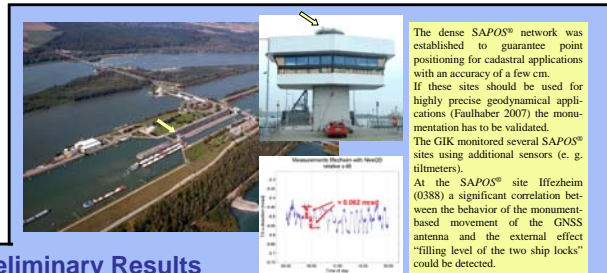 The dense SAPOS® network was
established to guarantee point
positioning for cadastral applications
with an accuracy of a few cm.
If these sites should be used for
highly precise geodynamical appli-
cations (Faulhaber 2007) the monu-
mentation has to be validated.
The GIK monitored several SAPOS®
sites using additional sensors (e. g.
tiltmeters).
At the SAPOS® site Iffezheim
(0388) a significant correlation bet-
ween the behavior of the monument-
based movement of the GNSS
antenna and the external effect
“filling level of the two ship locks”
could be detected.
Measurements Iffezheim with Nivel20
≈ 0.062 mrad
Time of day
eliminary Results